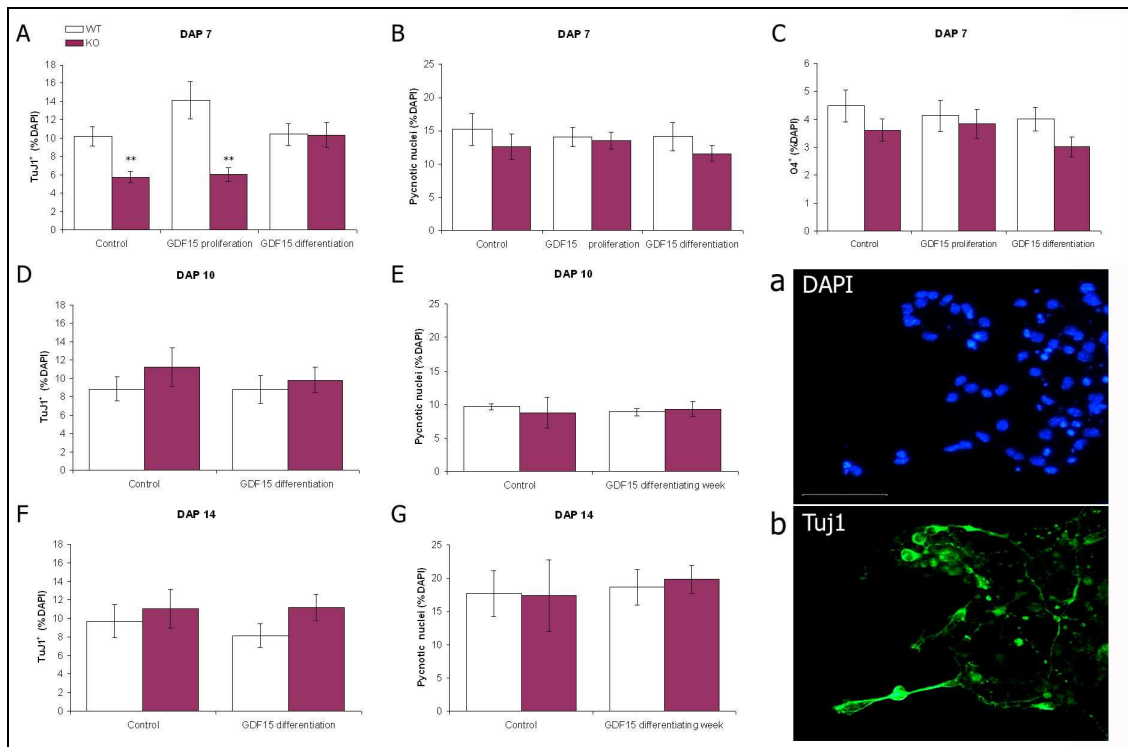 A
WT
KO
DAP 7
TuJ1⁺ (%DAPI)
18
16
14
12
10
8
6
4
2
0
**
**
Control
GDF15 proliferation
GDF15 differentiation
B
DAP 7
Pycnotic nuclei (%DAPI)
25
20
15
10
5
0
Control
GDF15 proliferation
GDF15 differentiation
C
DAP 7
O4⁺ (%DAPI)
6
5
4
3
2
1
0
Control
GDF15 proliferation
GDF15 differentiation
D
DAP 10
TuJ1⁺ (%DAPI)
18
16
14
12
10
8
6
4
2
0
Control
GDF15 differentiation
E
DAP 10
Pycnotic nuclei (%DAPI)
25
20
15
10
5
0
Control
GDF15 differentiating week
a DAPI
F
DAP 14
TuJ1⁺ (%DAPI)
18
16
14
12
10
8
6
4
2
0
Control
GDF15 differentiation
G
DAP 14
Pycnotic nuclei (%DAPI)
25
20
15
10
5
0
Control
GDF15 differentiating week
b Tuj1